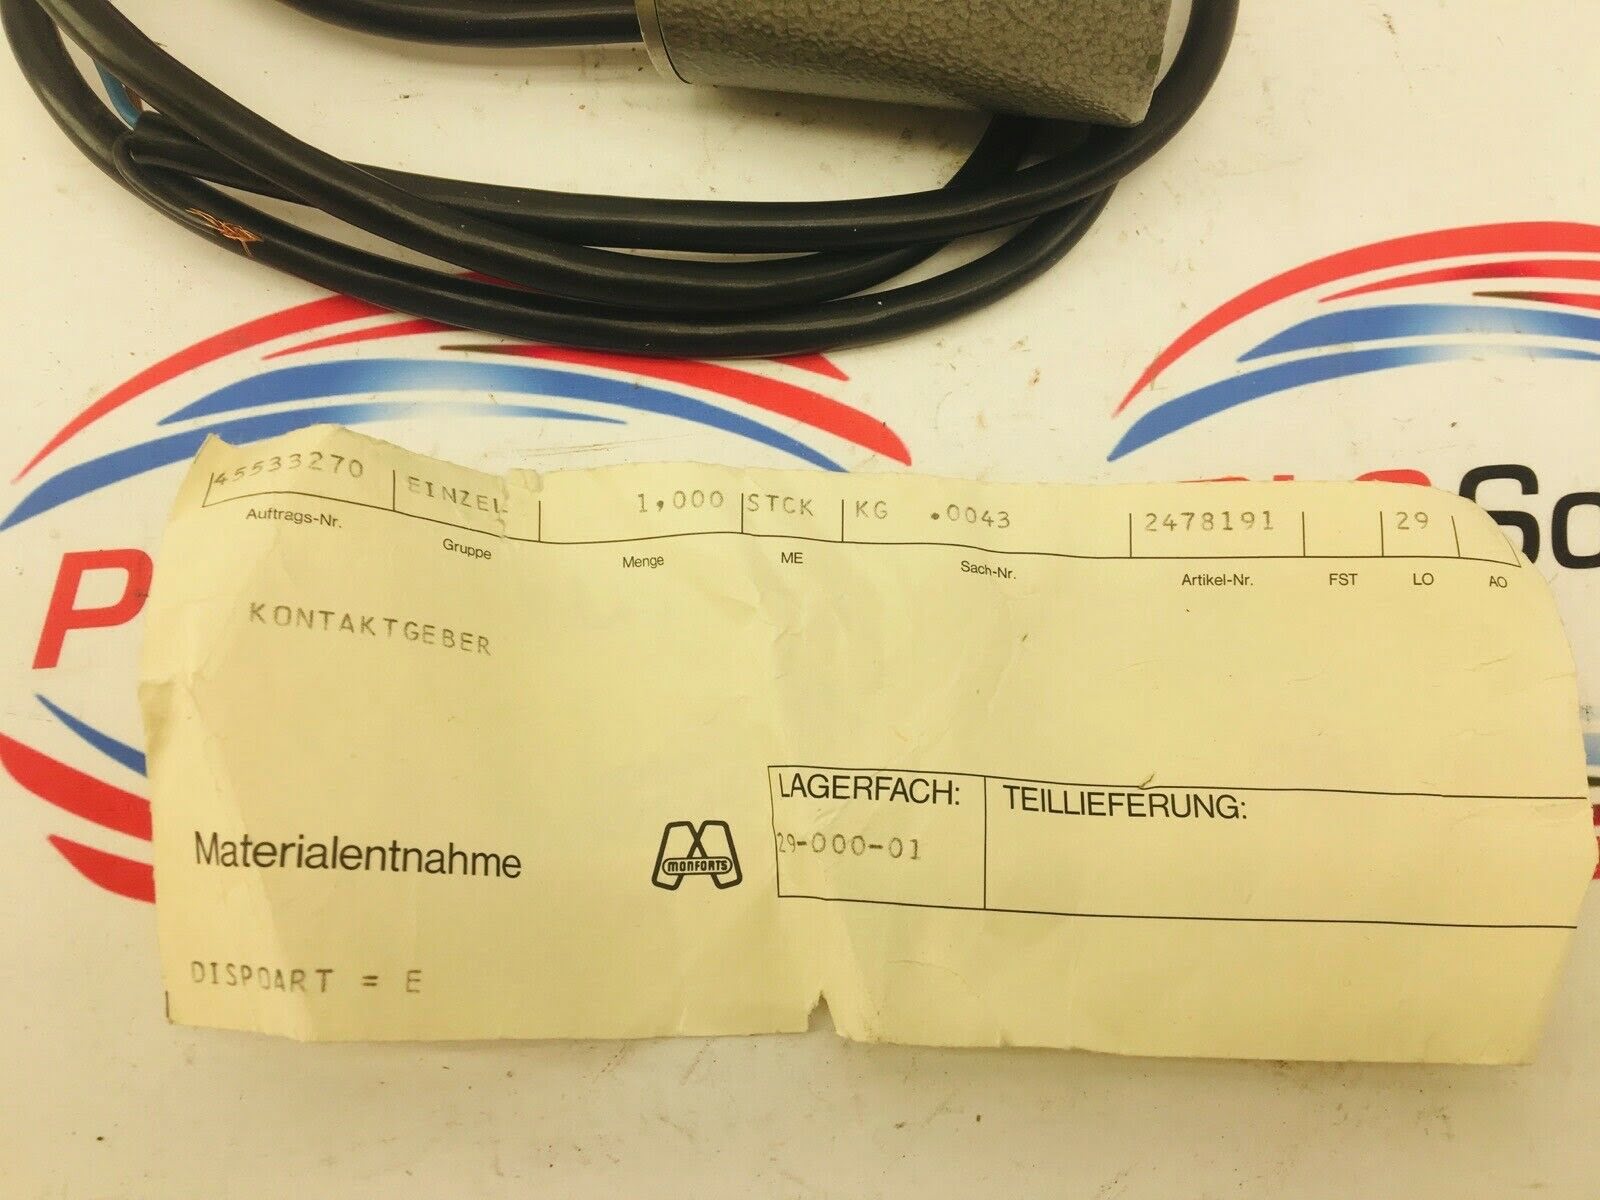 45533270 EINZEL 1,000 STCK KG .0043 2478191 29
Auftrags-Nr. Gruppe Menge ME Sach-Nr. Artikel-Nr. FST LO AO
KONTAKTGEBER
LAGERFACH: TEILLIEFERUNG:
29-000-01
Materialentnahme MONFORTS
DISPOART = E
P
So